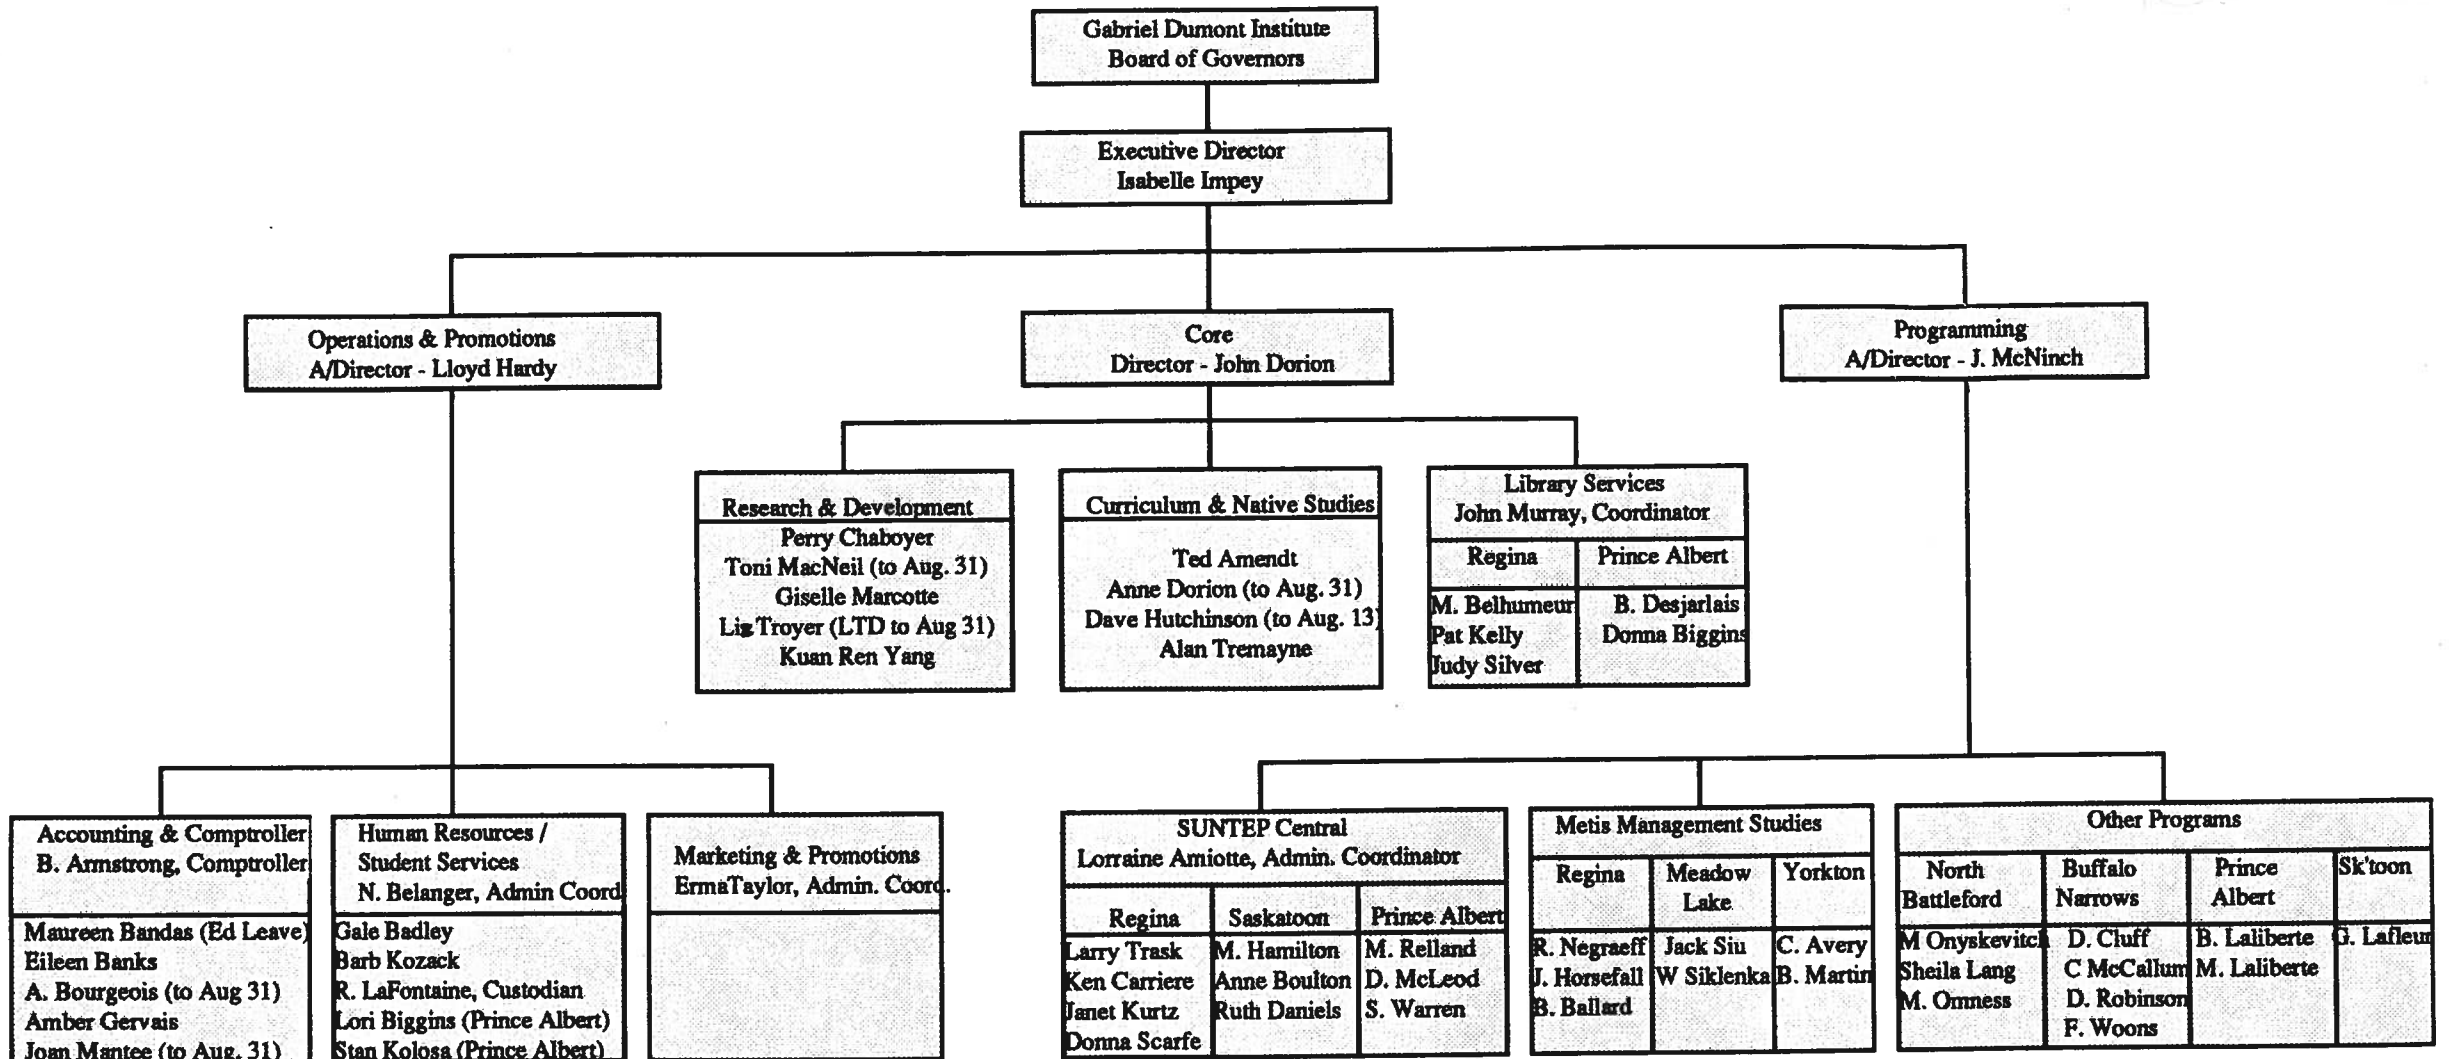 Gabriel Dumont Institute
Board of Governors
Executive Director
Isabelle Impey
Operations & Promotions
A/Director - Lloyd Hardy
Core
Director - John Dorion
Programming
A/Director - J. McNinch
Research & Development
Perry Chaboyer
Toni MacNeil (to Aug. 31)
Giselle Marcotte
Liz Troyer (LTD to Aug 31)
Kuan Ren Yang
Curriculum & Native Studies
Ted Amendt
Anne Dorion (to Aug. 31)
Dave Hutchinson (to Aug. 13)
Alan Tremayne
Library Services
John Murray, Coordinator
Regina
M. Belhumeur
Pat Kelly
Judy Silver
Prince Albert
B. Desjarlais
Donna Biggins
Accounting & Comptroller
B. Armstrong, Comptroller
Maureen Bandas (Ed Leave)
Eileen Banks
A. Bourgeois (to Aug 31)
Amber Gervais
Joan Mantee (to Aug. 31)
Human Resources /
Student Services
N. Belanger, Admin Coord.
Gale Badley
Barb Kozack
R. LaFontaine, Custodian
Lori Biggins (Prince Albert)
Stan Kolosa (Prince Albert)
Marketing & Promotions
ErmaTaylor, Admin. Coord.
SUNTEP Central
Lorraine Amiotte, Admin. Coordinator
Regina
Larry Trask
Ken Carriere
Janet Kurtz
Donna Scarfe
Saskatoon
M. Hamilton
Anne Boulton
Ruth Daniels
Prince Albert
M. Relland
D. McLeod
S. Warren
Metis Management Studies
Regina
R. Negraeff
J. Horsefall
B. Ballard
Meadow
Lake
Jack Siu
W Siklenka
Yorkton
C. Avery
B. Martin
Other Programs
North
Battleford
M Onyskevitch
Sheila Lang
M. Omness
Buffalo
Narrows
D. Cluff
C McCallum
D. Robinson
F. Woons
Prince
Albert
B. Laliberte
M. Laliberte
Sk'toon
G. Lafleur